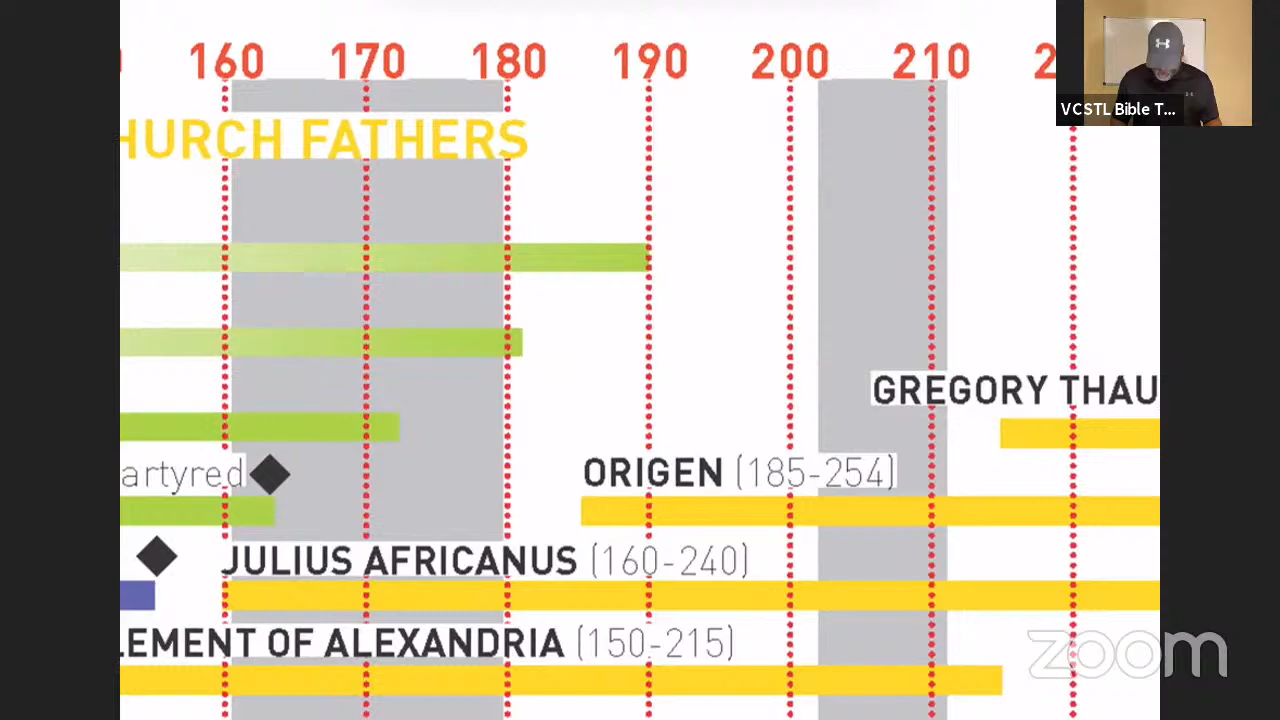 160 170 180 190 200 210 2
VCSTL Bible T...
HURCH FATHERS
GREGORY THAU
artyred
ORIGEN (185-254)
JULIUS AFRICANUS (160-240)
LEMENT OF ALEXANDRIA (150-215)
zoom